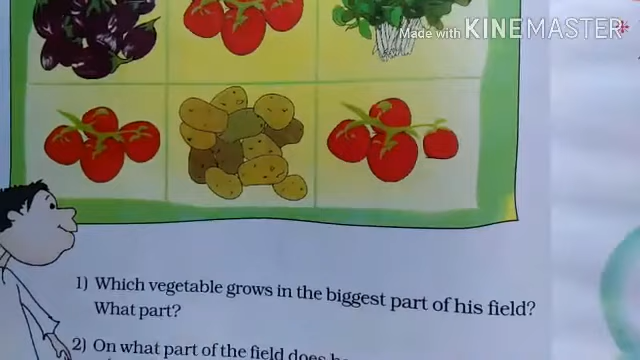 Made with KINEMASTER
1) Which vegetable grows in the biggest part of his field?
What part?
2) On what part of the field does